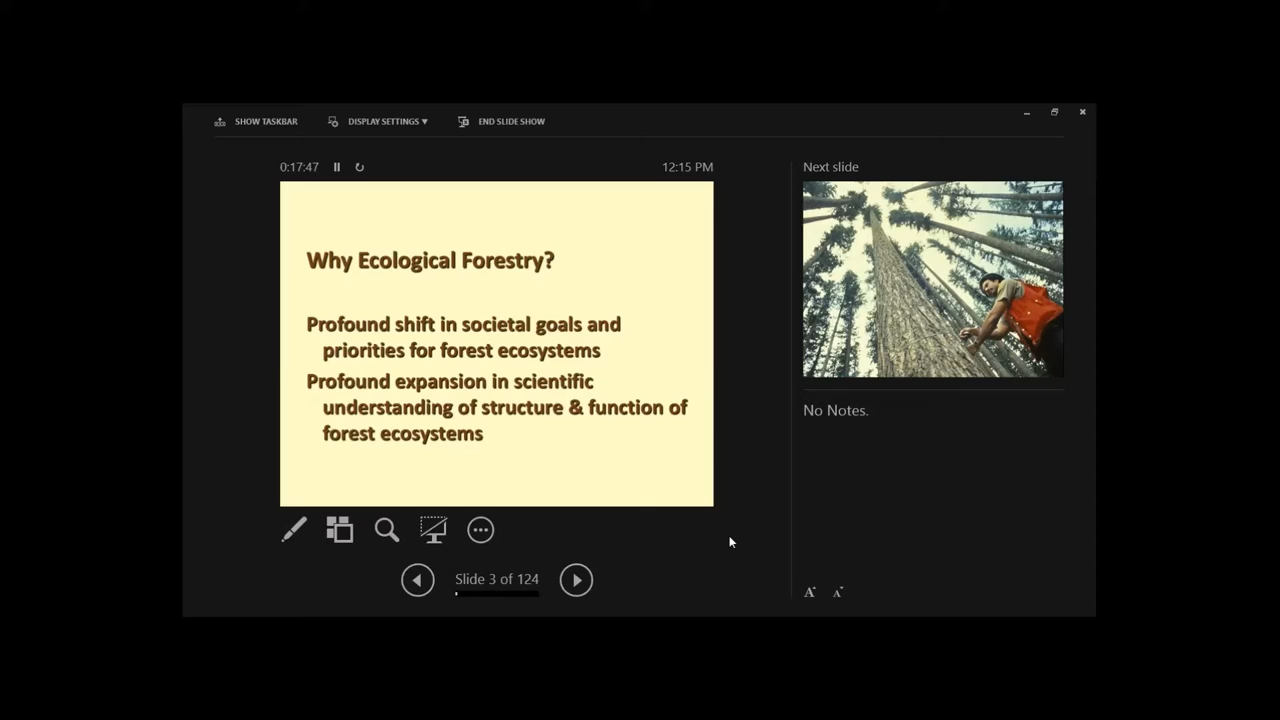 SHOW TASKBAR
DISPLAY SETTINGS ▼
END SLIDE SHOW
0:17:47
12:15 PM
Why Ecological Forestry?
Profound shift in societal goals and
priorities for forest ecosystems
Profound expansion in scientific
understanding of structure & function of
forest ecosystems
Slide 3 of 124
Next slide
No Notes.
A A